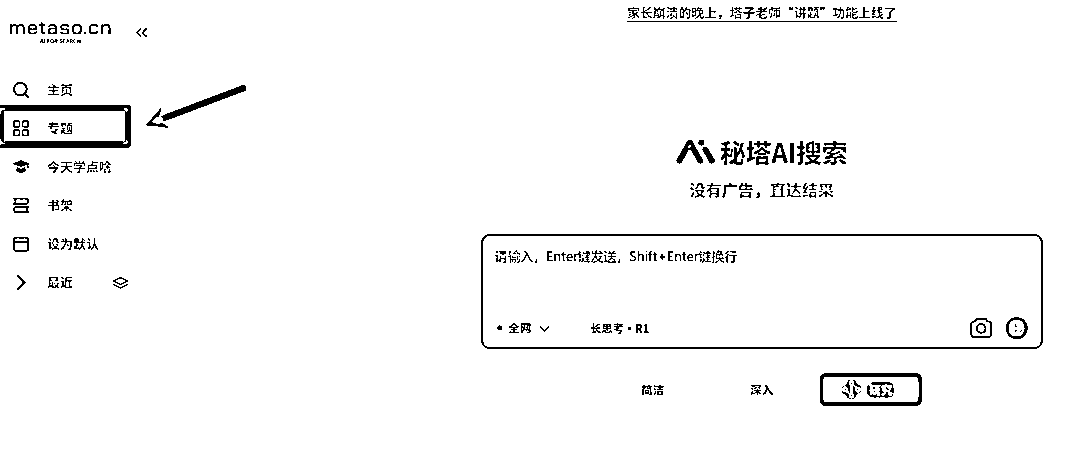 家长崩溃的晚上，塔子老师“讲题”功能上线了
metaso.cn
主页
专题
今天学点啥
书架
设为默认
最近
秘塔AI搜索
没有广告，直达结果
请输入，Enter键发送，Shift+Enter键换行
全网
长思考·R1
简洁
深入
研究